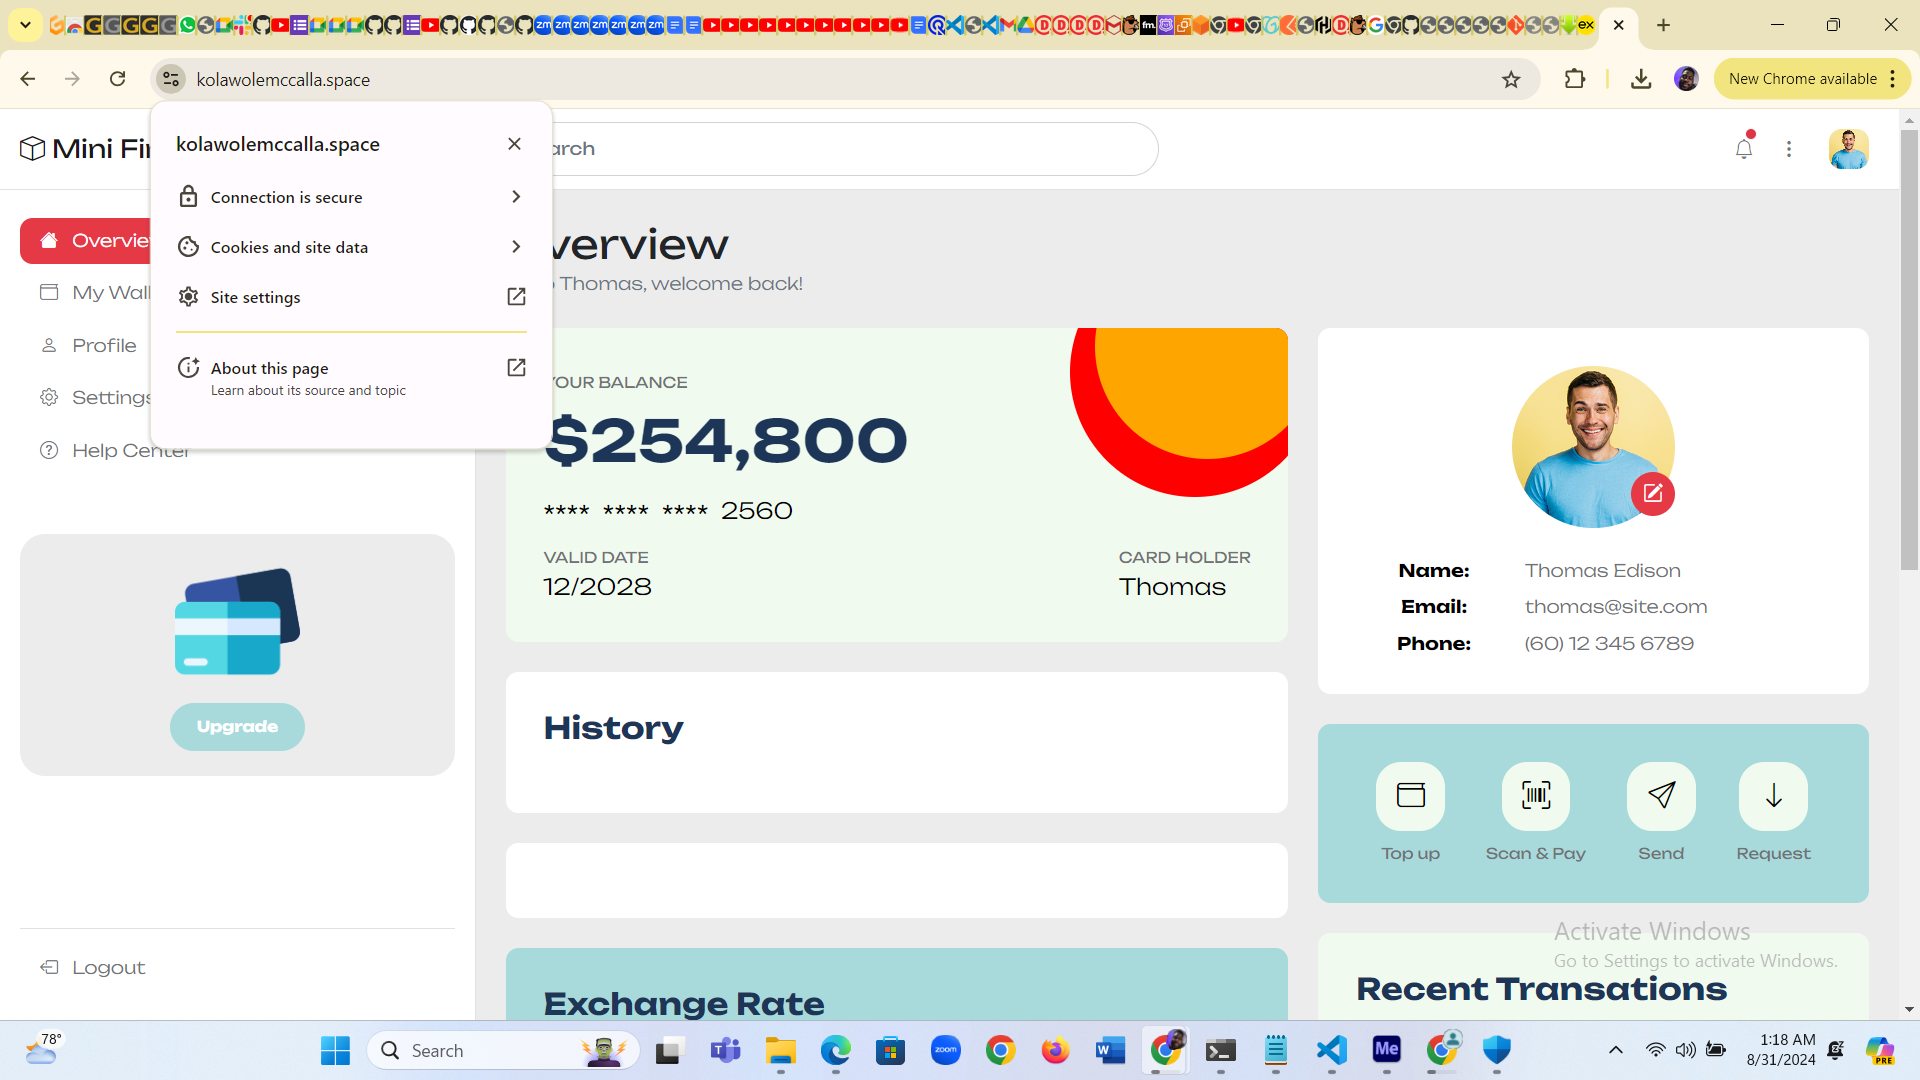 kolawolemccalla.space
New Chrome available
kolawolemccalla.space
Connection is secure
Cookies and site data
Site settings
About this page
Learn about its source and topic
Mini Fi
arch
Overvie
My Wall
Profile
Settings
Help Center
Upgrade
Logout
verview
Thomas, welcome back!
YOUR BALANCE
$254,800
**** **** **** 2560
VALID DATE
12/2028
CARD HOLDER
Thomas
History
Exchange Rate
Name: Thomas Edison
Email: thomas@site.com
Phone: (60) 12 345 6789
Top up
Scan & Pay
Send
Request
Recent Transations
Activate Windows
Go to Settings to activate Windows.
78°
Search
zoom
Me
1:18 AM
8/31/2024
PRE